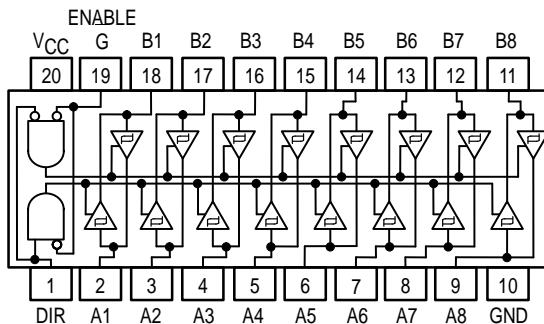 ENABLE
VCC G B1 B2 B3 B4 B5 B6 B7 B8
20 19 18 17 16 15 14 13 12 11
1 2 3 4 5 6 7 8 9 10
DIR A1 A2 A3 A4 A5 A6 A7 A8 GND